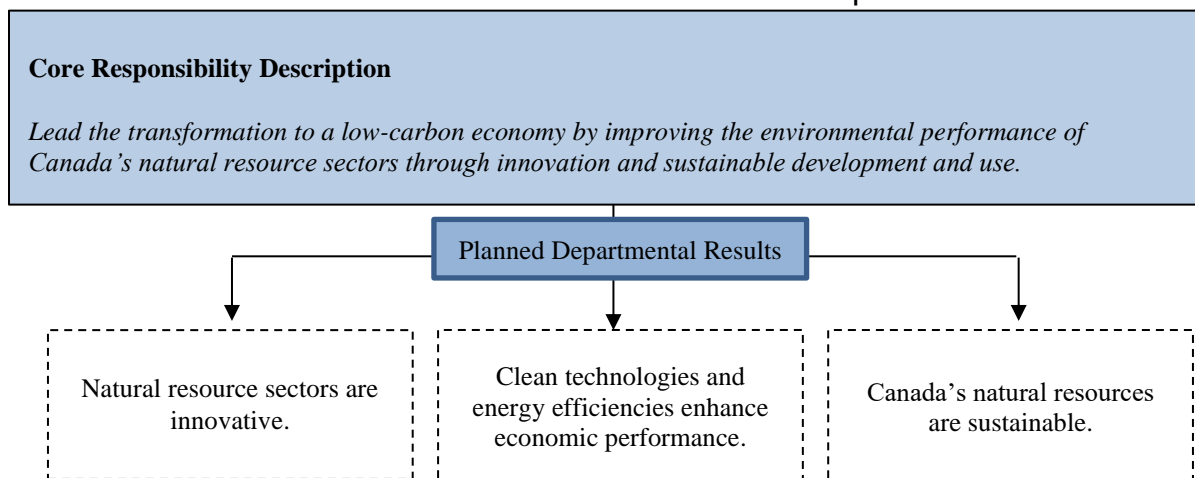 Core Responsibility Description
Lead the transformation to a low-carbon economy by improving the environmental performance of
Canada’s natural resource sectors through innovation and sustainable development and use.
Planned Departmental Results
Natural resource sectors are
innovative.
Clean technologies and
energy efficiencies enhance
economic performance.
Canada’s natural resources
are sustainable.